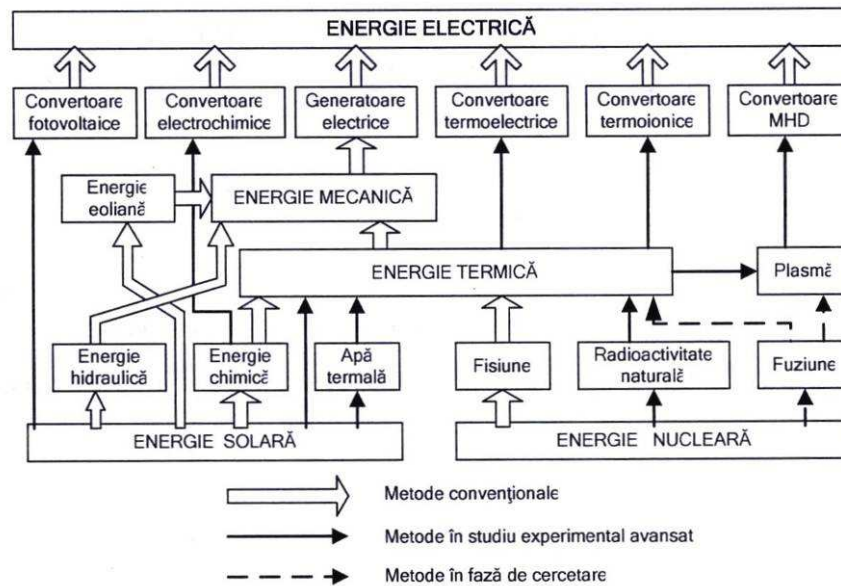 ENERGIE ELECTRICĂ
Convertoare
fotovoltaice
Convertoare
electrochimice
Generatoare
electrice
Convertoare
termoelectrice
Convertoare
termoionice
Convertoare
MHD
Energie
eoliană
ENERGIE MECANICĂ
ENERGIE TERMICĂ
Plasmă
Energie
hidraulică
Energie
chimică
Apă
termală
Fisiune
Radioactivitate
naturală
Fuziune
ENERGIE SOLARĂ
ENERGIE NUCLEARĂ
Metode convenţionale
Metode în studiu experimental avansat
Metode în fază de cercetare